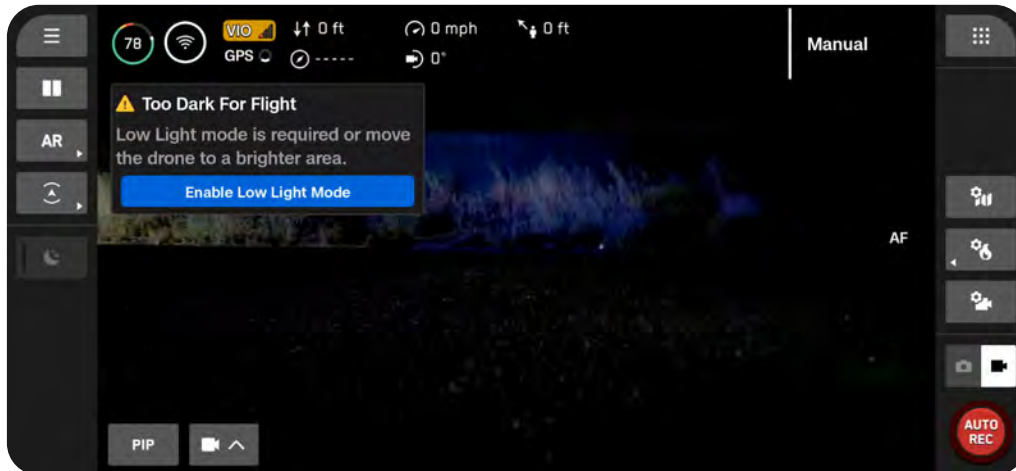 78
VIO
↓↑ 0 ft
0 mph
0 ft
GPS
-----
0°
Manual
Too Dark For Flight
Low Light mode is required or move
the drone to a brighter area.
Enable Low Light Mode
AR
AF
PIP
AUTO
REC